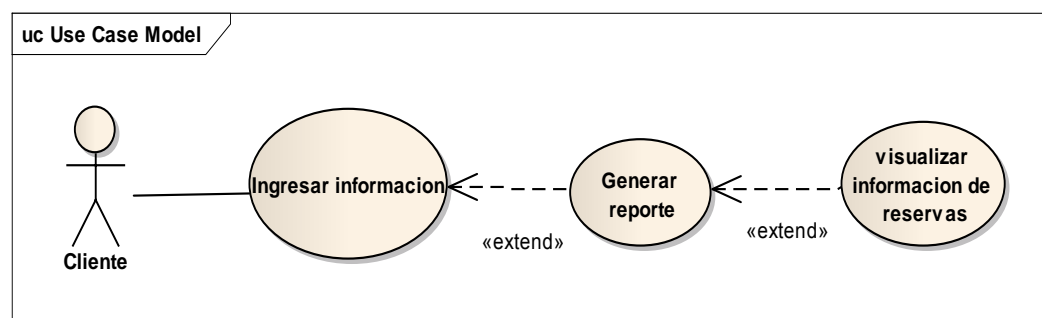 uc Use Case Model
Cliente
Ingresar informacion
«extend»
Generar
reporte
«extend»
visualizar
informacion de
reservas